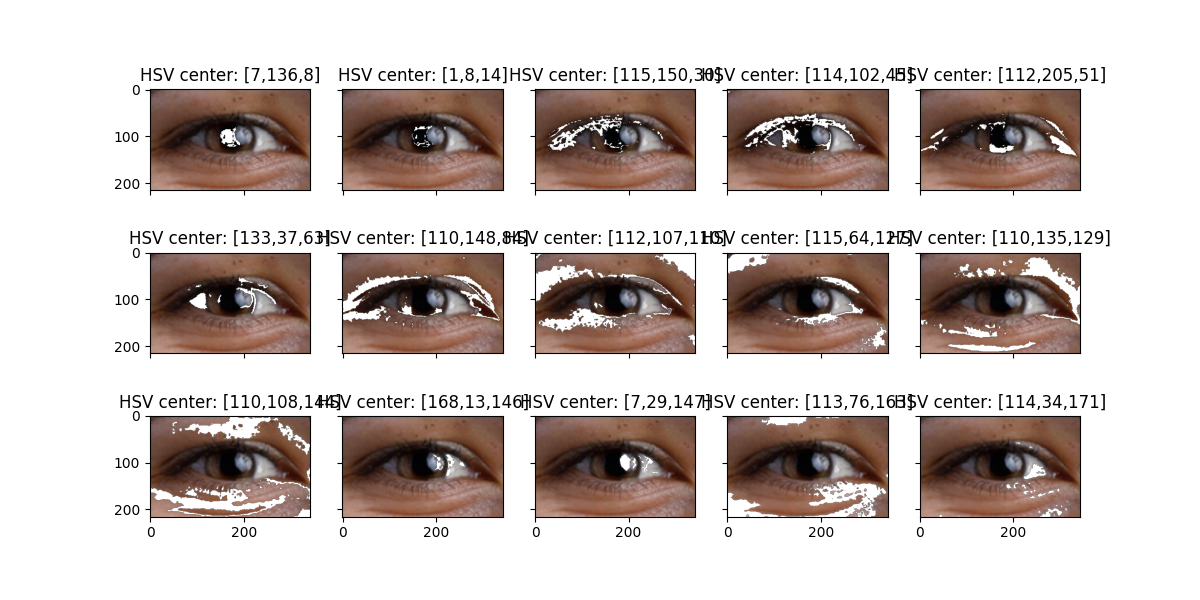 HSV center: [7,136,8] HSV center: [1,8,14] HSV center: [115,150,30] HSV center: [114,102,45] HSV center: [112,205,51]
0
100
200
HSV center: [133,37,63] HSV center: [110,148,84] HSV center: [112,107,110] HSV center: [115,64,127] HSV center: [110,135,129]
0
100
200
HSV center: [110,108,144] HSV center: [168,13,146] HSV center: [7,29,147] HSV center: [113,76,163] HSV center: [114,34,171]
0
100
200
0 200 0 200 0 200 0 200 0 200